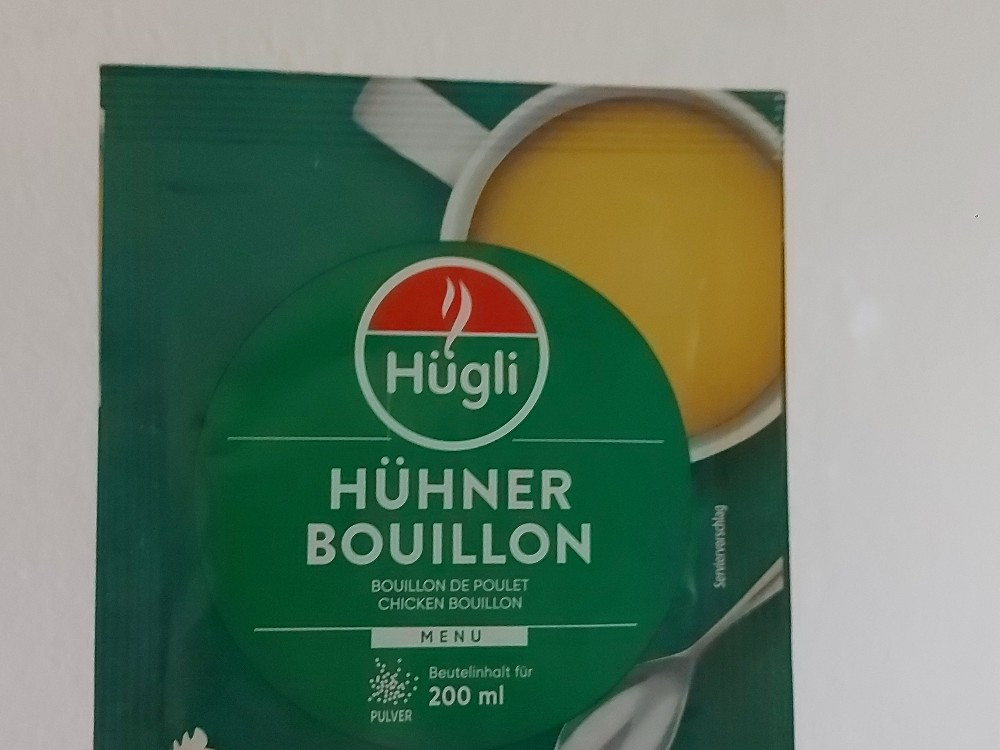 Hügli
HÜHNER
BOUILLON
BOUILLON DE POULET
CHICKEN BOUILLON
MENU
Beutelinhalt für
200 ml
PULVER
Serviervorschlag